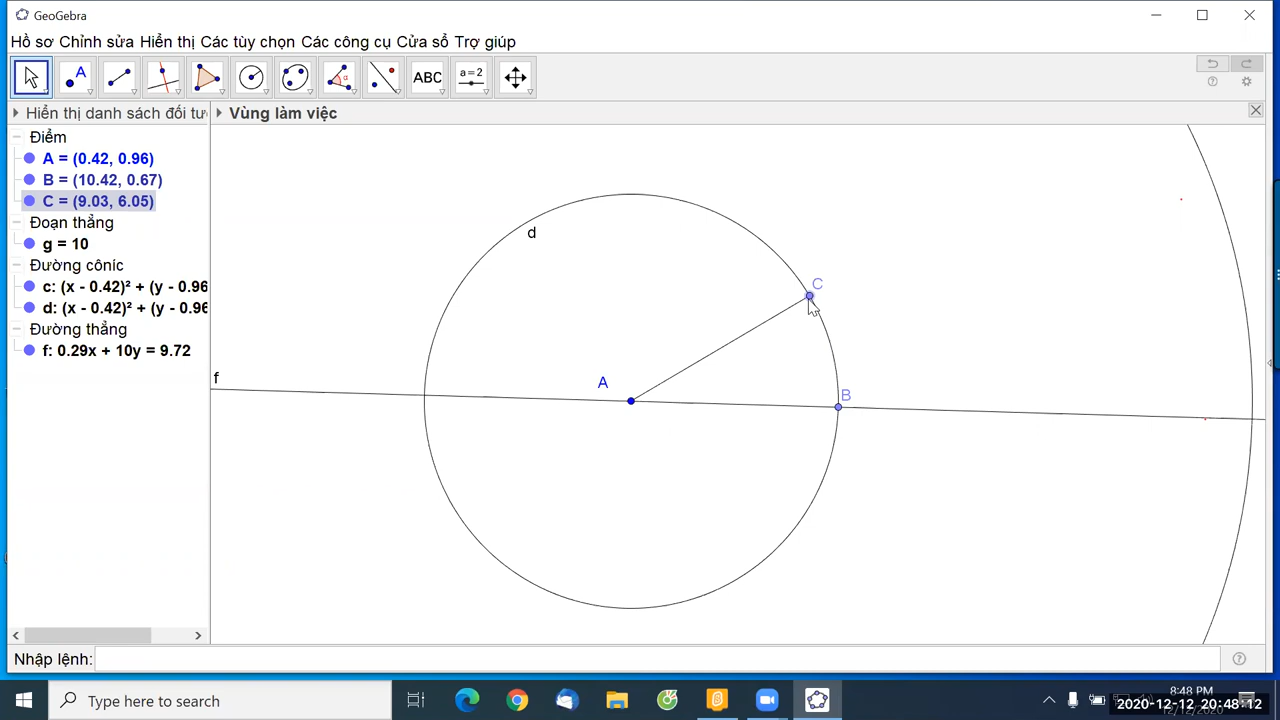 GeoGebra
Hồ sơ Chỉnh sửa Hiển thị Các tùy chọn Các công cụ Cửa sổ Trợ giúp
A
α
ABC
a=2
Hiển thị danh sách đối tư
Vùng làm việc
Điểm
A = (0.42, 0.96)
B = (10.42, 0.67)
C = (9.03, 6.05)
Đoạn thẳng
g = 10
Đường côníc
c: (x - 0.42)² + (y - 0.96
d: (x - 0.42)² + (y - 0.96
Đường thẳng
f: 0.29x + 10y = 9.72
d
C
f
A
B
Nhập lệnh:
Type here to search
8:48 PM
12/12/2020
2020-12-12 20:48:12